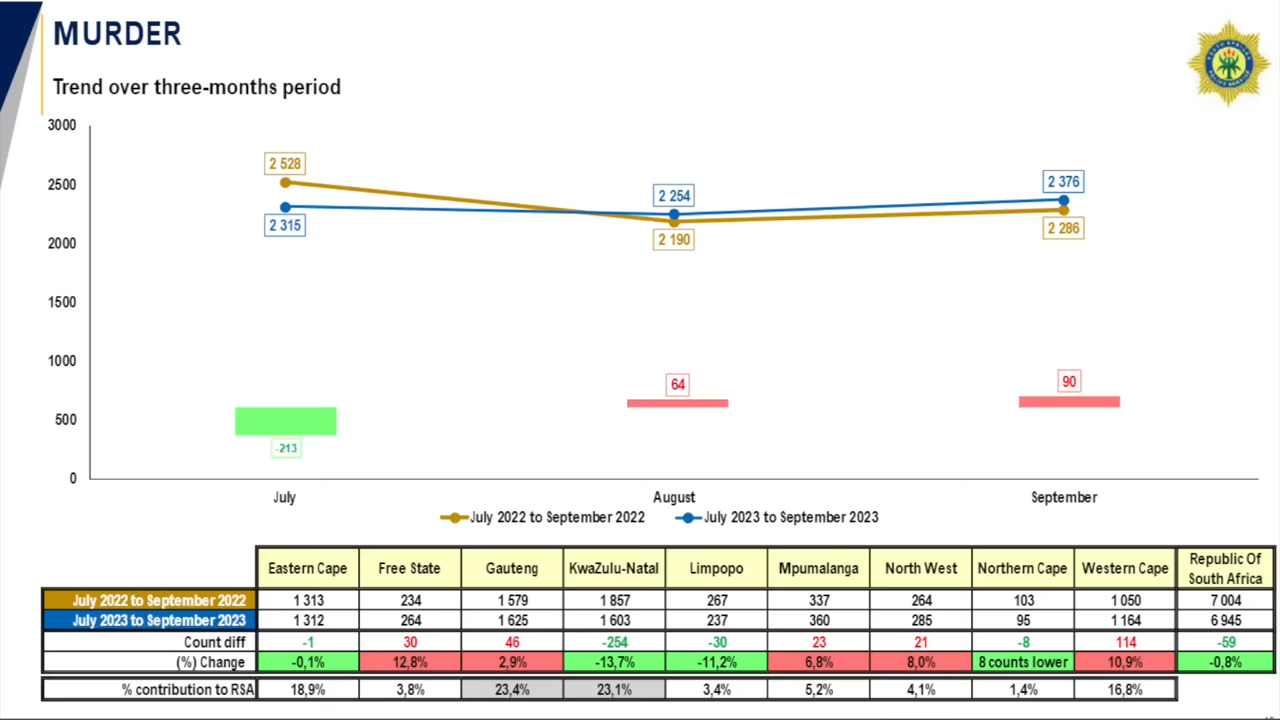 MURDER
Trend over three-months period
3000
2500
2000
1500
1000
500
0
2 528
2 315
2 254
2 190
2 376
2 286
-213
64
90
July August September
July 2022 to September 2022 July 2023 to September 2023
Eastern Cape Free State Gauteng KwaZulu-Natal Limpopo Mpumalanga North West Northern Cape Western Cape Republic Of South Africa
July 2022 to September 2022 1 313 234 1 579 1 857 267 337 264 103 1 050 7 004
July 2023 to September 2023 1 312 264 1 625 1 603 237 360 285 95 1 164 6 945
Count diff -1 30 46 -254 -30 23 21 -8 114 -59
(%) Change -0,1% 12,8% 2,9% -13,7% -11,2% 6,8% 8,0% 8 counts lower 10,9% -0,8%
% contribution to RSA 18,9% 3,8% 23,4% 23,1% 3,4% 5,2% 4,1% 1,4% 16,8%